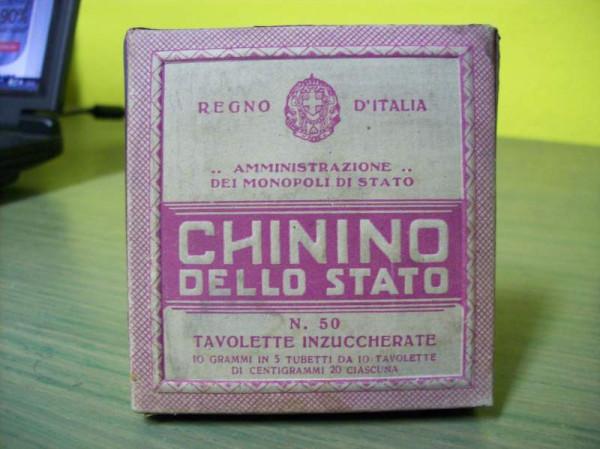 REGNO D'ITALIA
.. AMMINISTRAZIONE ..
DEI MONOPOLI DI STATO
CHININO
DELLO STATO
N. 50
TAVOLETTE INZUCCHERATE
10 GRAMMI IN 5 TUBETTI DA 10 TAVOLETTE
DI CENTIGRAMMI 20 CIASCUNA
90%